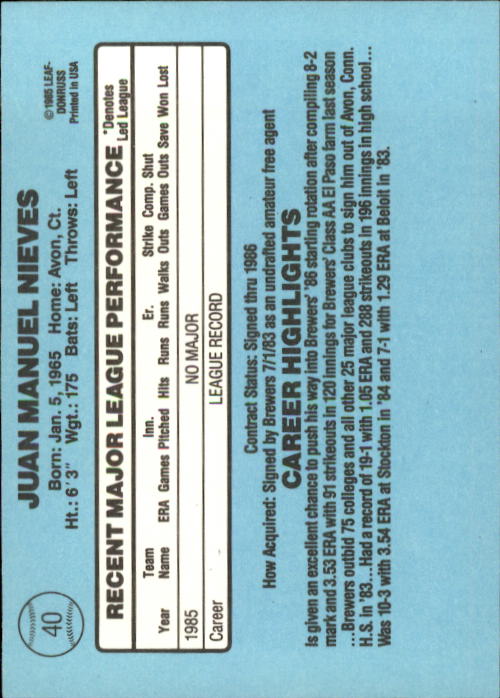 40
JUAN MANUEL NIEVES
Born: Jan. 5, 1965 Home: Avon, Ct.
Ht.: 6' 3" Wgt.: 175 Bats: Left Throws: Left
©1985 LEAF-
DONRUSS
Printed in USA
RECENT MAJOR LEAGUE PERFORMANCE
*Denotes
Led League
Team Inn. Er. Strike Comp. Shut
Year Name ERA Games Pitched Hits Runs Runs Walks Outs Games Outs Save Won Lost
1985 NO MAJOR
Career LEAGUE RECORD
Contract Status: Signed thru 1986
How Acquired: Signed by Brewers 7/1/83 as an undrafted amateur free agent
CAREER HIGHLIGHTS
Is given an excellent chance to push his way into Brewers' '86 starting rotation after compiling 8-2
mark and 3.53 ERA with 91 strikeouts in 120 innings for Brewers' Class AA El Paso farm last season
...Brewers outbid 75 colleges and all other 25 major league clubs to sign him out of Avon, Conn.
H.S. in '83...Had a record of 19-1 with 1.05 ERA and 288 strikeouts in 196 innings in high school...
Was 10-3 with 3.54 ERA at Stockton in '84 and 7-1 with 1.29 ERA at Beloit in '83.